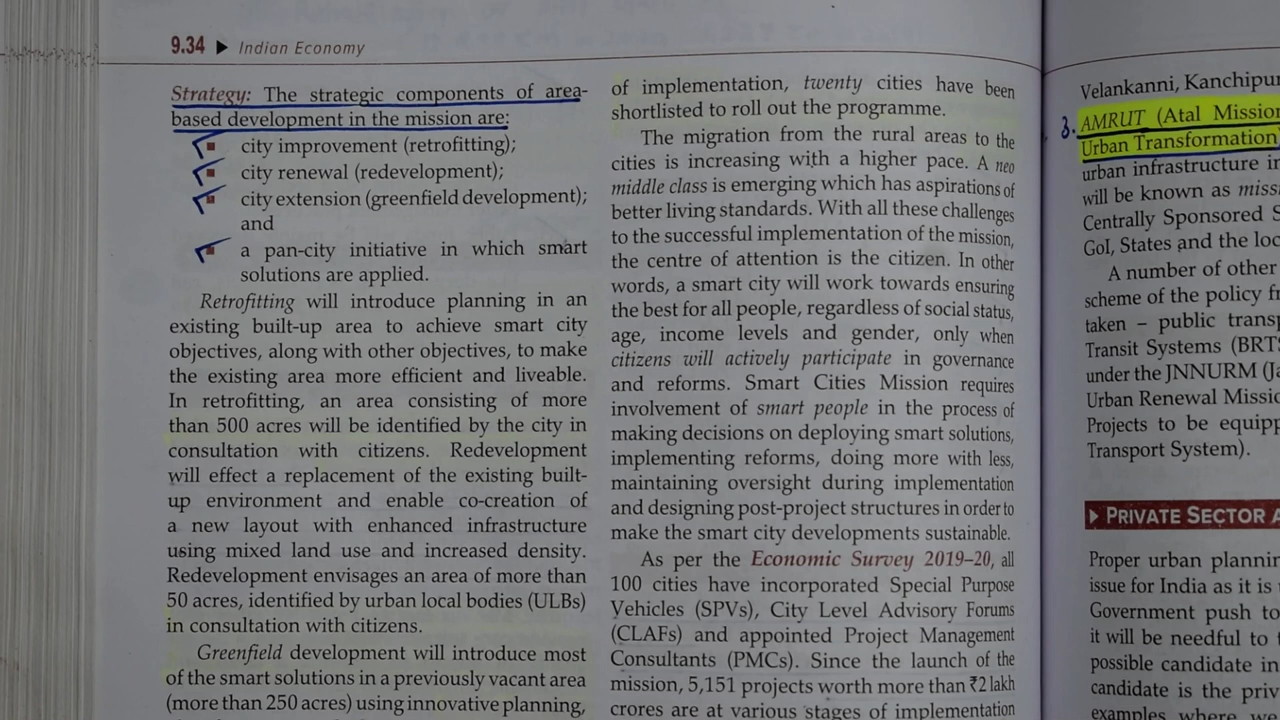 9.34 ▶ Indian Economy
Strategy: The strategic components of area-
based development in the mission are:
▪ city improvement (retrofitting);
▪ city renewal (redevelopment);
▪ city extension (greenfield development);
and
▪ a pan-city initiative in which smart
solutions are applied.
Retrofitting will introduce planning in an
existing built-up area to achieve smart city
objectives, along with other objectives, to make
the existing area more efficient and liveable.
In retrofitting, an area consisting of more
than 500 acres will be identified by the city in
consultation with citizens. Redevelopment
will effect a replacement of the existing built-
up environment and enable co-creation of
a new layout with enhanced infrastructure
using mixed land use and increased density.
Redevelopment envisages an area of more than
50 acres, identified by urban local bodies (ULBs)
in consultation with citizens.
Greenfield development will introduce most
of the smart solutions in a previously vacant area
(more than 250 acres) using innovative planning,
of implementation, twenty cities have been
shortlisted to roll out the programme.
The migration from the rural areas to the
cities is increasing with a higher pace. A neo
middle class is emerging which has aspirations of
better living standards. With all these challenges
to the successful implementation of the mission,
the centre of attention is the citizen. In other
words, a smart city will work towards ensuring
the best for all people, regardless of social status,
age, income levels and gender, only when
citizens will actively participate in governance
and reforms. Smart Cities Mission requires
involvement of smart people in the process of
making decisions on deploying smart solutions,
implementing reforms, doing more with less,
maintaining oversight during implementation
and designing post-project structures in order to
make the smart city developments sustainable.
As per the Economic Survey 2019–20, all
100 cities have incorporated Special Purpose
Vehicles (SPVs), City Level Advisory Forums
(CLAFs) and appointed Project Management
Consultants (PMCs). Since the launch of the
mission, 5,151 projects worth more than ₹2 lakh
crores are at various stages of implementation
Velankanni,
3. AMRUT (Atal Mission
Urban Transformation
urban infrastructure in
will be known as
Centrally Sponsored
GoI, States and the
A number of other
scheme of the policy
taken – public
Transit Systems
under the JNNURM
Urban Renewal
Projects to be
Transport System).
▶ PRIVATE SECTOR
Proper urban
issue for India as it is
Government push to
it will be needful to
possible candidate in
candidate is the
examples where we